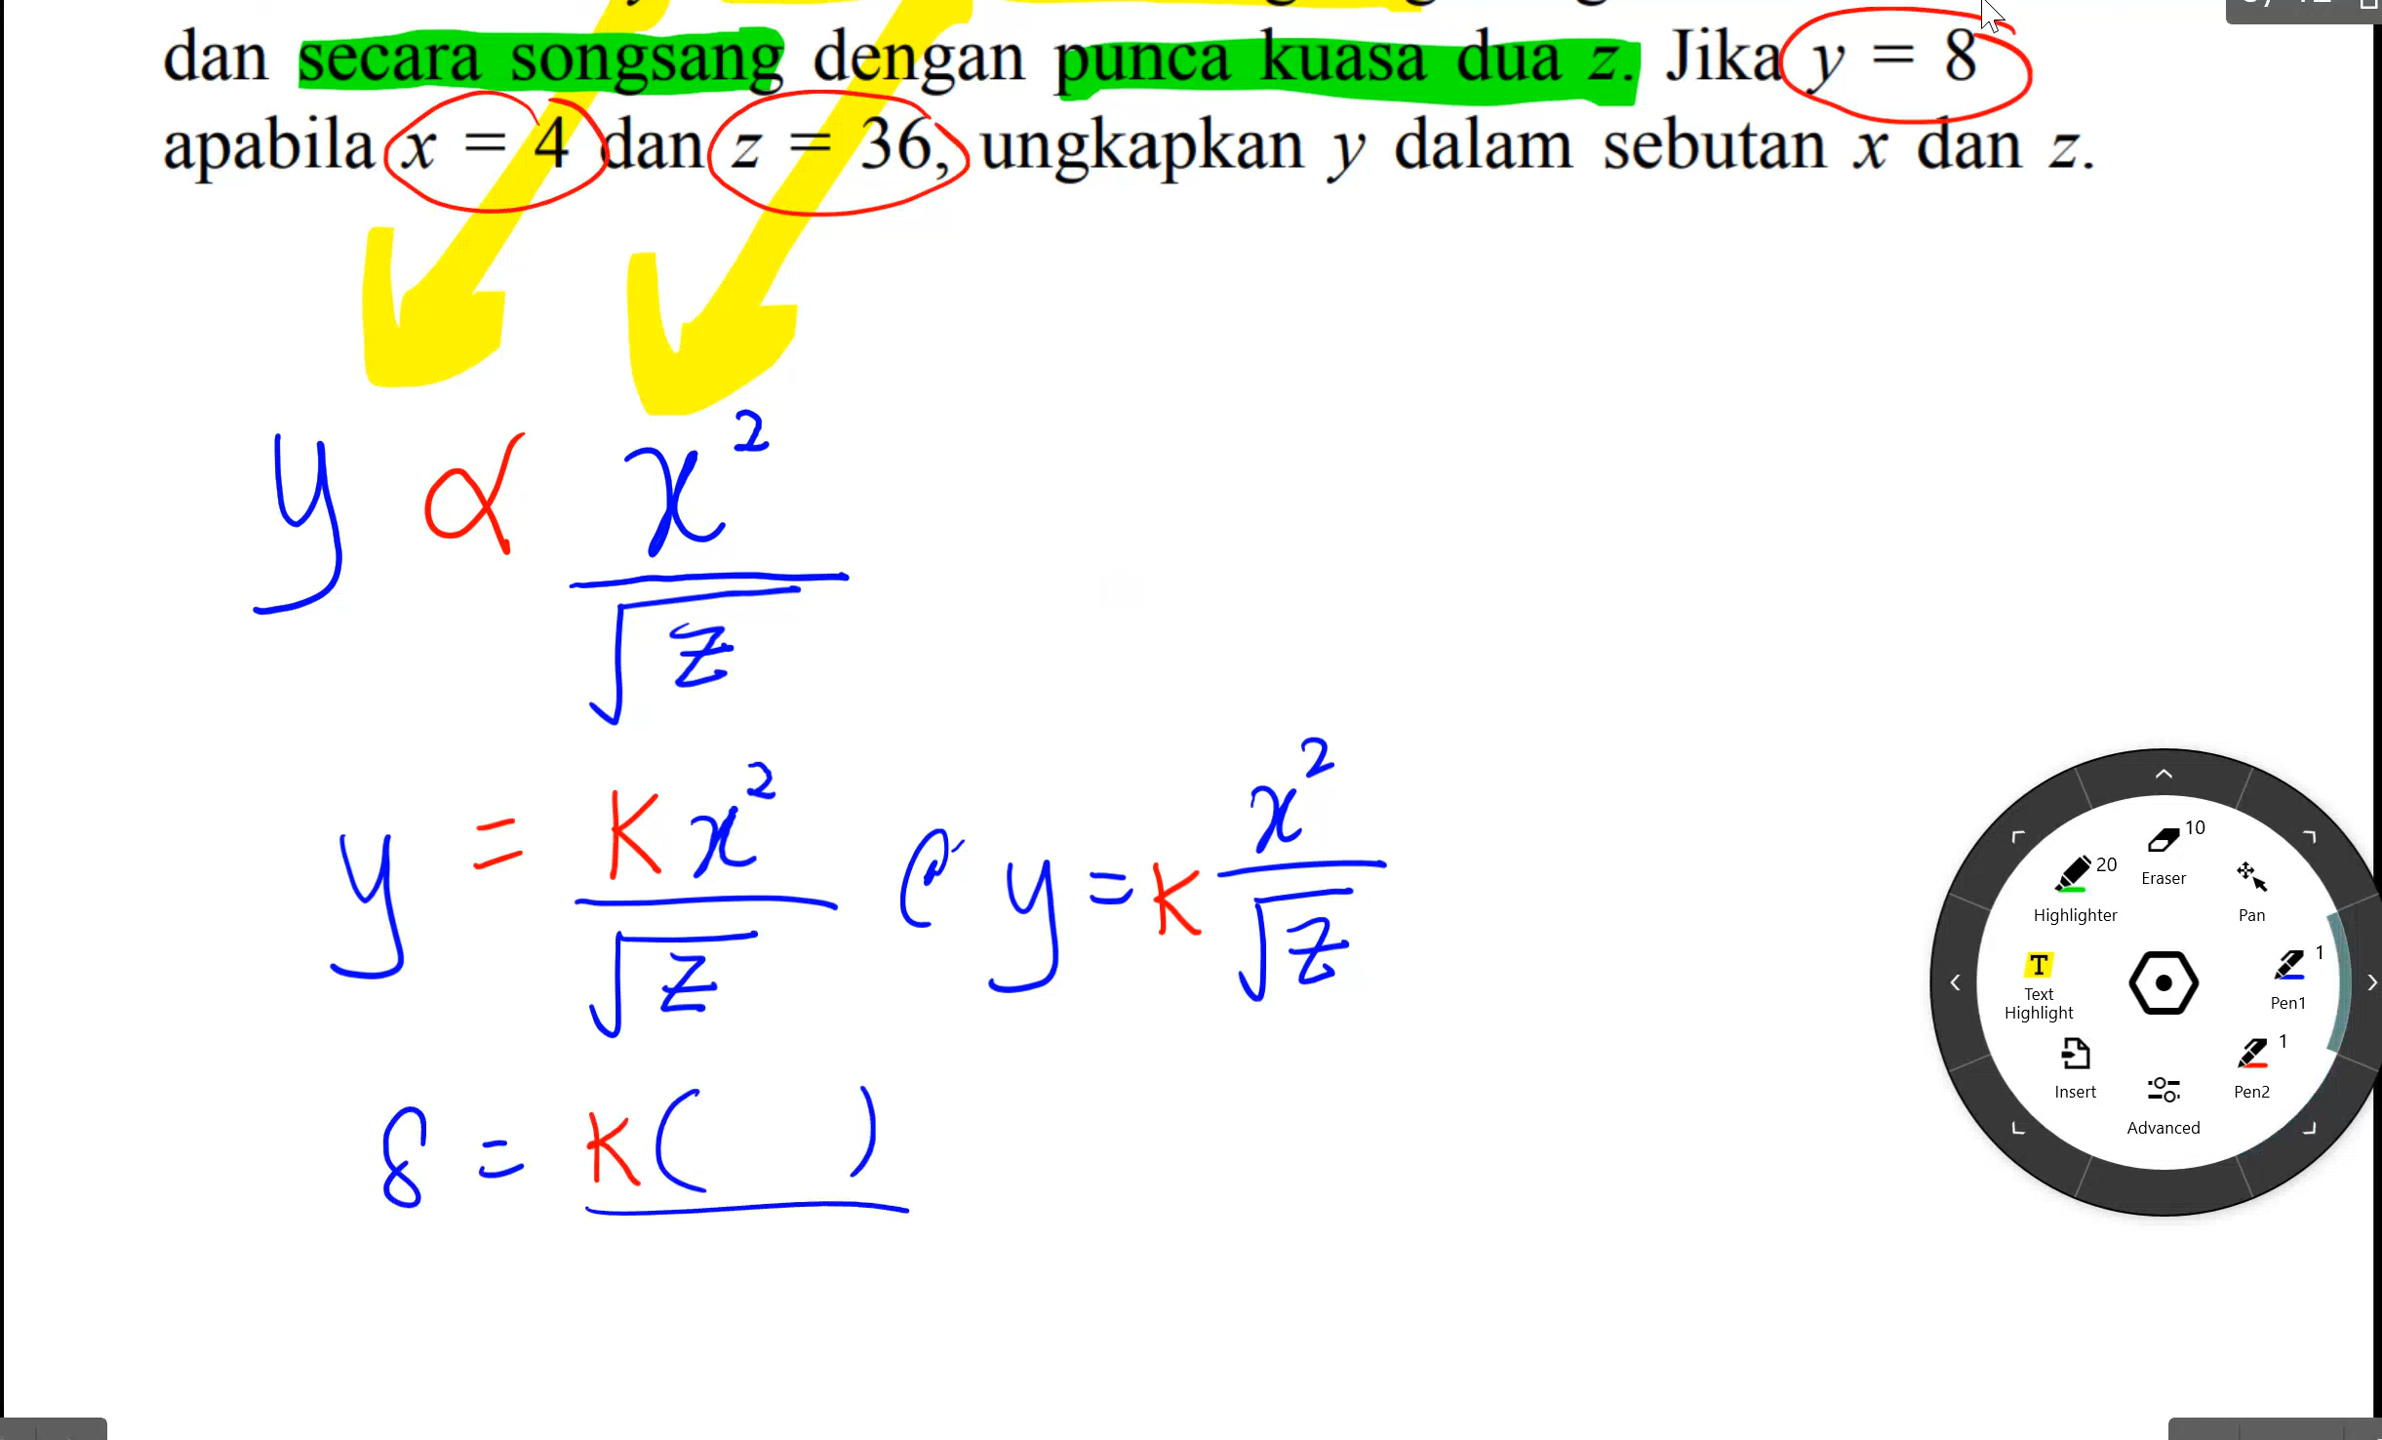 dan secara songsang dengan punca kuasa dua z. Jika y = 8
apabila x = 4 dan z = 36, ungkapkan y dalam sebutan x dan z.
y ∝ x² / √z
y = K x² / √z @ y = K x² / √z
8 = K( )
10
Eraser
20
Highlighter
Pan
T
Text
Highlight
1
Pen1
Insert
1
Pen2
Advanced